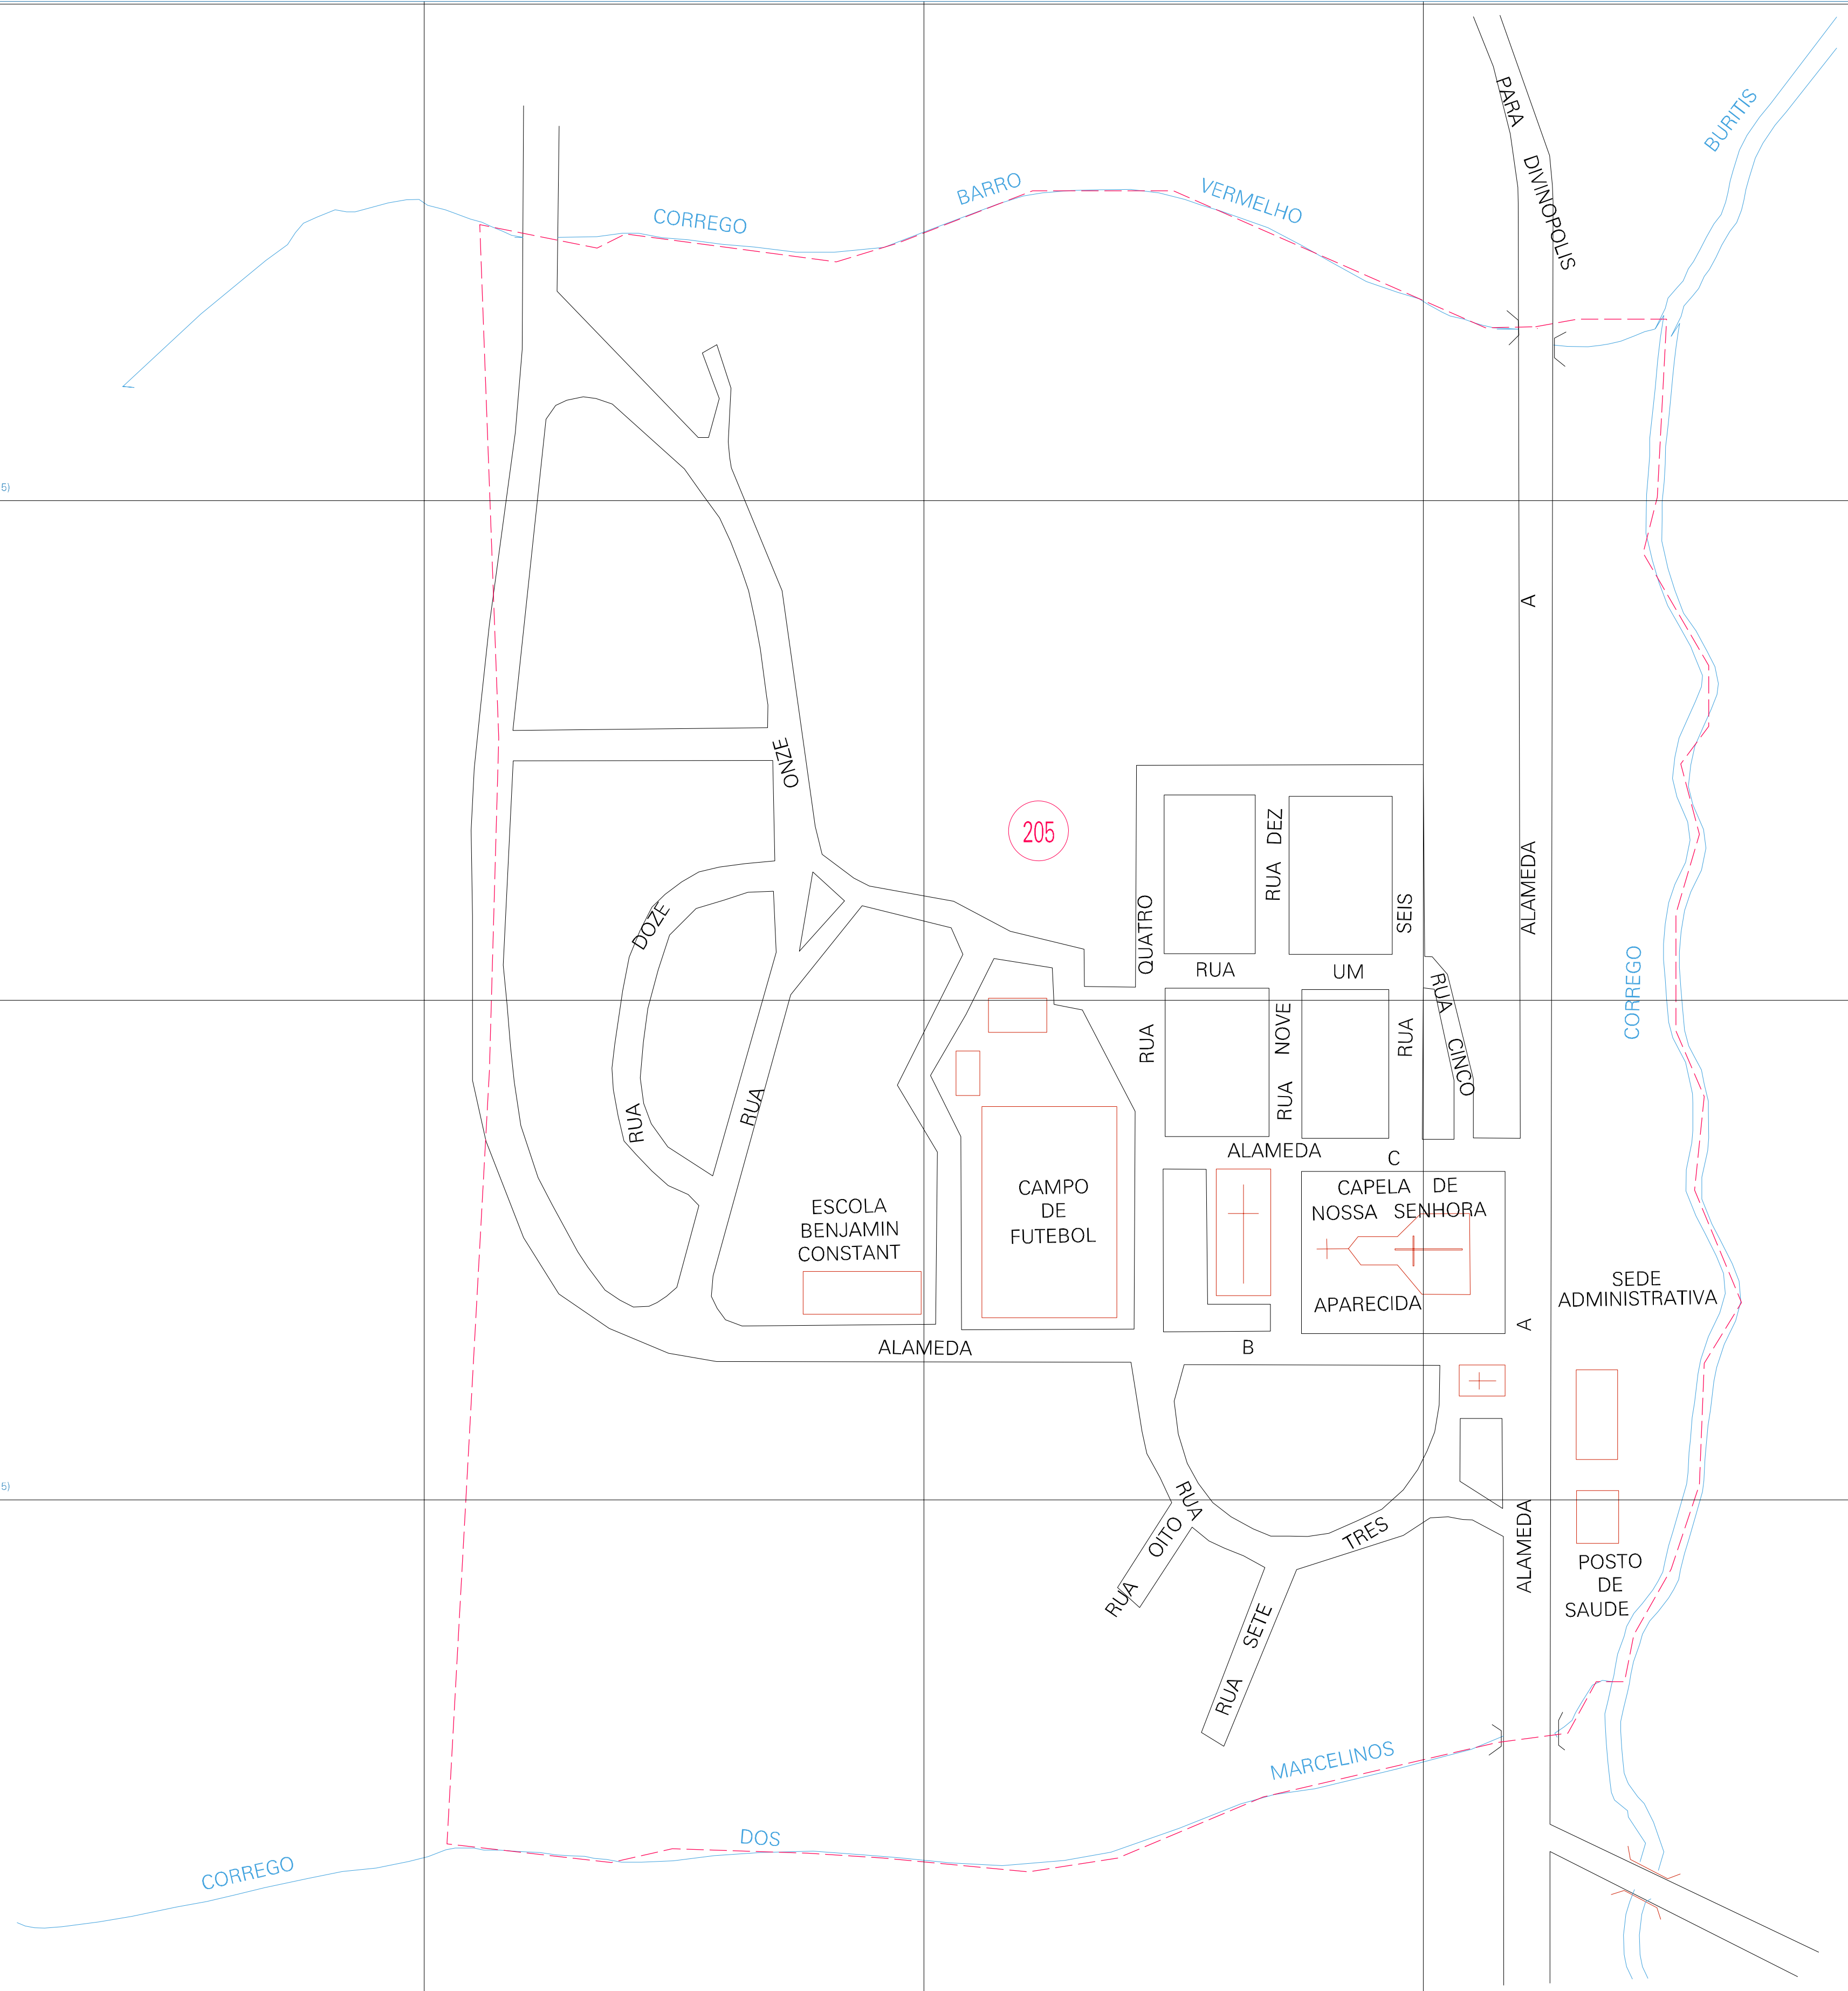 PARA DIVINOPOLIS
BURITIS
CORREGO BARRO VERMELHO
5)
A
ONZE
205
RUA DEZ
ALAMEDA
DOZE
QUATRO
SEIS
RUA UM
CORREGO
RUA CINCO
RUA
RUA NOVE
RUA
RUA
RUA
ALAMEDA C
ESCOLA
BENJAMIN
CONSTANT
CAMPO
DE
FUTEBOL
CAPELA DE
NOSSA SENHORA
APARECIDA
SEDE
ADMINISTRATIVA
A
ALAMEDA B
5)
RUA TRES
RUA OITO
ALAMEDA
POSTO
DE
SAUDE
RUA SETE
CORREGO DOS MARCELINOS